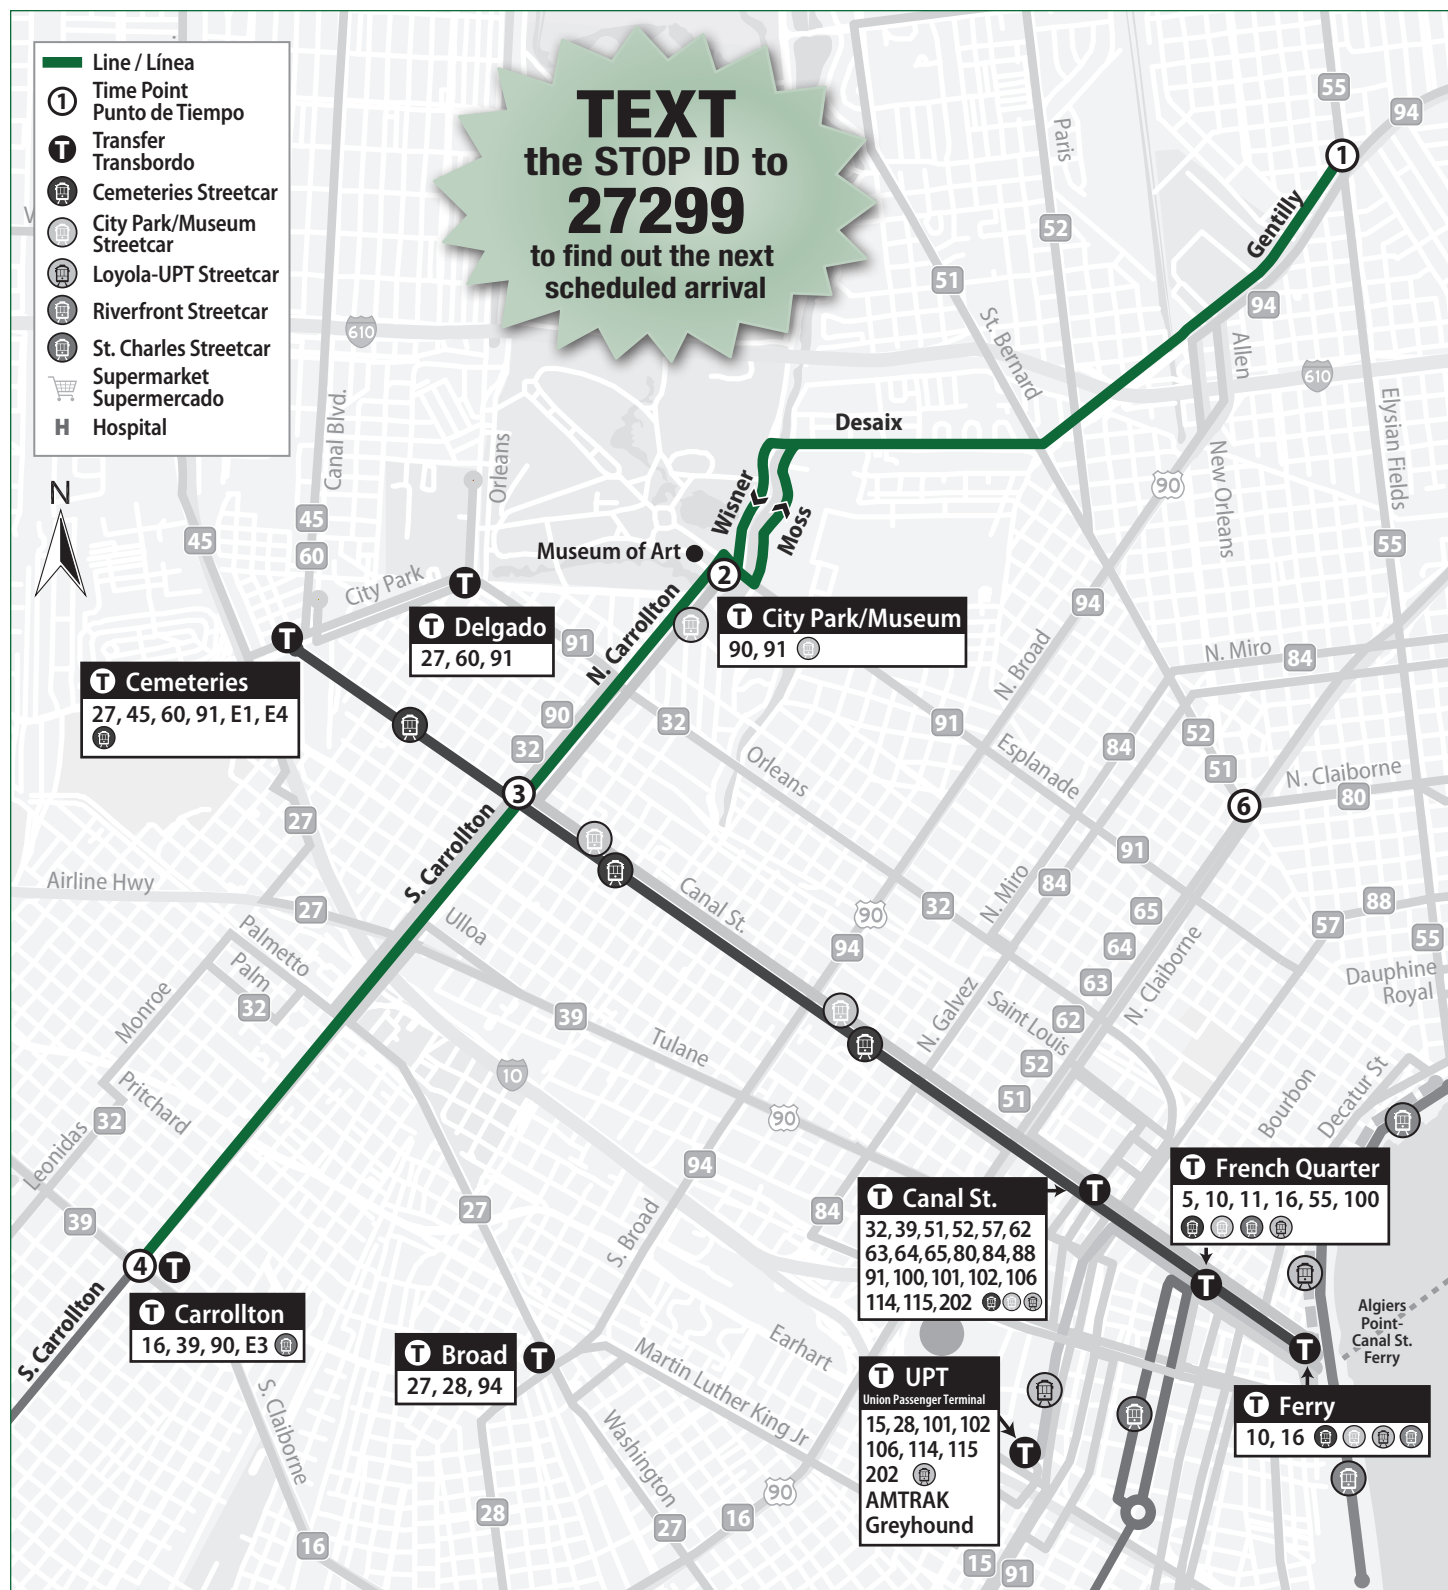 Line / Línea
1
Time Point
Punto de Tiempo
T
Transfer
Transbordo
Cemeteries Streetcar
City Park/Museum
Streetcar
Loyola-UPT Streetcar
Riverfront Streetcar
St. Charles Streetcar
Supermarket
Supermercado
H Hospital
N
TEXT
the STOP ID to
27299
to find out the next
scheduled arrival
55
94
1
Paris
Gentilly
52
51
94
610
St. Bernard
Allen
610
Canal Blvd.
Orleans
Desaix
Elysian Fields
New Orleans
90
Wisner
Moss
45
45
60
55
Museum of Art
City Park
T
2
94
N. Carrollton
T City Park/Museum
90, 91
T Delgado
27, 60, 91
91
T
N. Broad
N. Miro
84
T Cemeteries
27, 45, 60, 91, E1, E4
90
32
32
91
84
52
51
Orleans
Esplanade
N. Claiborne
80
3
6
27
S. Carrollton
91
Airline Hwy
27
Ulloa
Canal St.
90
32
N. Miro
84
65
88
57
55
Palmetto
Palm
32
94
64
63
N. Claiborne
Dauphine
Royal
Monroe
39
Tulane
N. Galvez
Saint Louis
62
52
51
10
Pritchard
32
90
Bourbon
Decatur St
Leonidas
94
39
27
84
S. Broad
T Canal St.
32, 39, 51, 52, 57, 62
63, 64, 65, 80, 84, 88
91, 100, 101, 102, 106
114, 115, 202
T
T French Quarter
5, 10, 11, 16, 55, 100
T
4 T
T Carrollton
16, 39, 90, E3
S. Carrollton
S. Claiborne
T Broad
27, 28, 94
T
Earhart
Martin Luther King Jr
Algiers
Point-
Canal St.
Ferry
T
T UPT
Union Passenger Terminal
15, 28, 101, 102
106, 114, 115
202
AMTRAK
Greyhound
T
T Ferry
10, 16
Washington
90
28
27
16
16
15
91